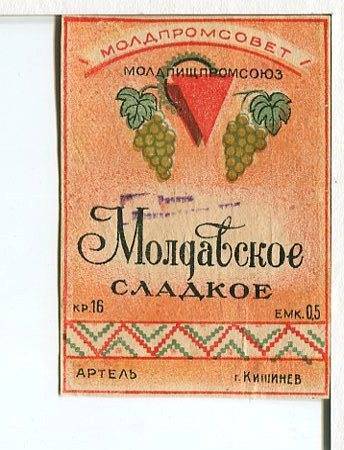 МОЛДПРОМСОВЕТ
МОЛДПИЩПРОМСОЮЗ
Молдавское
СЛАДКОЕ
КР.16 ЕМК. 0,5
АРТЕЛЬ г. Кишинев